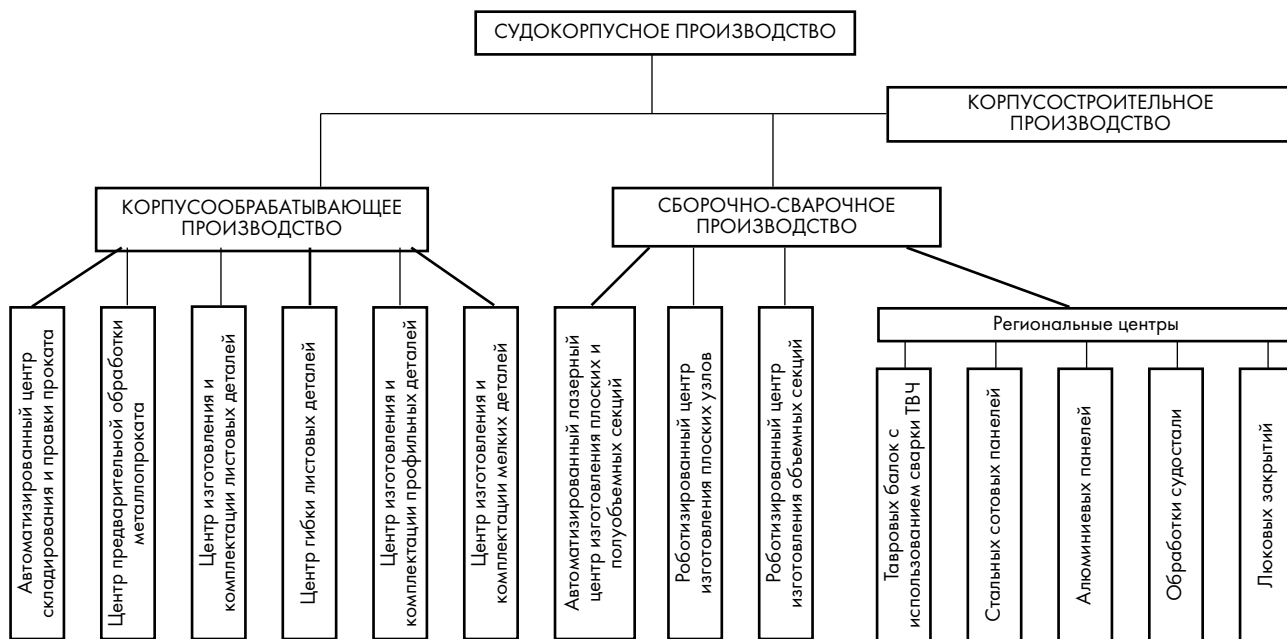 СУДОКОРПУСНОЕ ПРОИЗВОДСТВО
КОРПУСОСТРОИТЕЛЬНОЕ
ПРОИЗВОДСТВО
КОРПУСООБРАБАТЫВАЮЩЕЕ
ПРОИЗВОДСТВО
СБОРОЧНО-СВАРОЧНОЕ
ПРОИЗВОДСТВО
Автоматизированный центр
складирования и правки проката
Центр предварительной обработки
металлопроката
Центр изготовления и
комплектации листовых деталей
Центр гибки листовых деталей
Центр изготовления и
комплектации профильных деталей
Центр изготовления и
комплектации мелких деталей
Автоматизированный лазерный
центр изготовления плоских и
полуобъемных секций
Роботизированный центр
изготовления плоских узлов
Роботизированный центр
изготовления объемных секций
Региональные центры
Тавровых балок с
использованием сварки ТВЧ
Стальных сотовых панелей
Алюминиевых панелей
Обработки судостали
Люковых закрытий